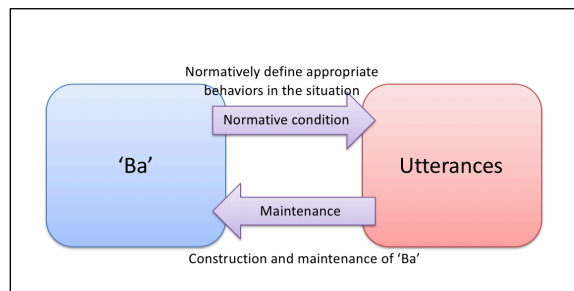 Normatively define appropriate
behaviors in the situation
Normative condition
‘Ba’
Utterances
Maintenance
Construction and maintenance of ‘Ba’